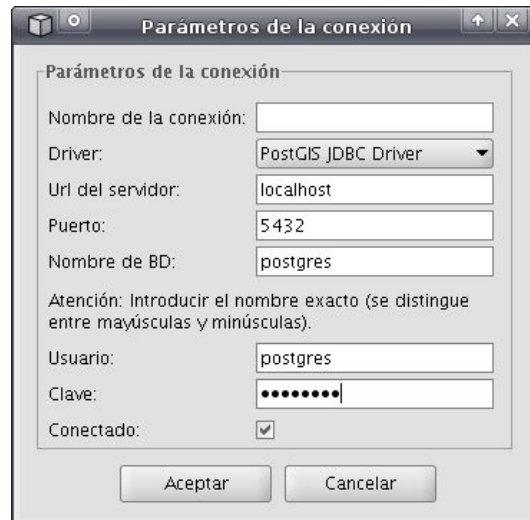 Parámetros de la conexión
Parámetros de la conexión
Nombre de la conexión:
Driver: PostGIS JDBC Driver
Url del servidor: localhost
Puerto: 5432
Nombre de BD: postgres
Atención: Introducir el nombre exacto (se distingue
entre mayúsculas y minúsculas).
Usuario: postgres
Clave: ••••••••
Conectado:
Aceptar Cancelar